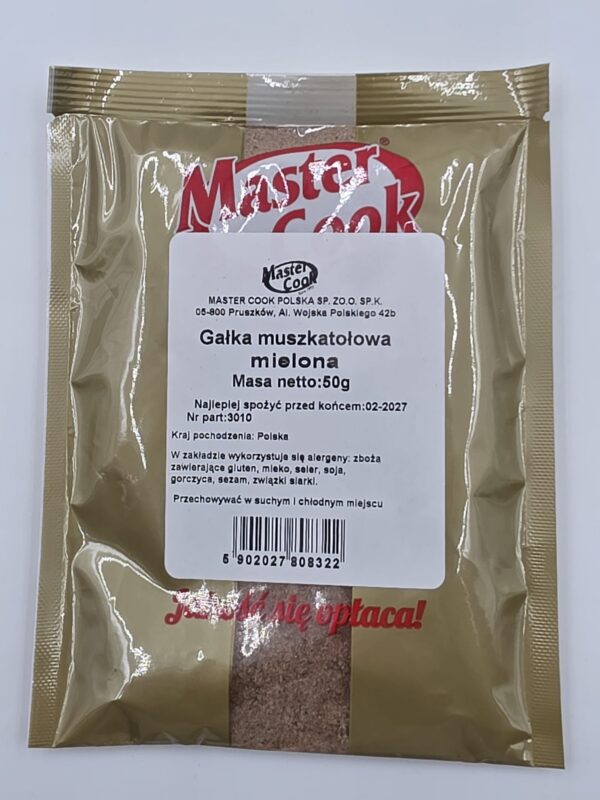 Master
Cook
®
Master
Cook
MASTER COOK POLSKA SP. ZO.O. SP.K.
05-800 Pruszków, Al. Wojska Polskiego 42b
Gałka muszkatołowa
mielona
Masa netto:50g
Najlepiej spożyć przed końcem:02-2027
Nr part:3010
Kraj pochodzenia: Polska
W zakładzie wykorzystuje się alergeny: zboża
zawierające gluten, mleko, seler, soja,
gorczyca, sezam, związki siarki.
Przechowywać w suchym i chłodnym miejscu
5 902027 808322
Jakość się opłaca!